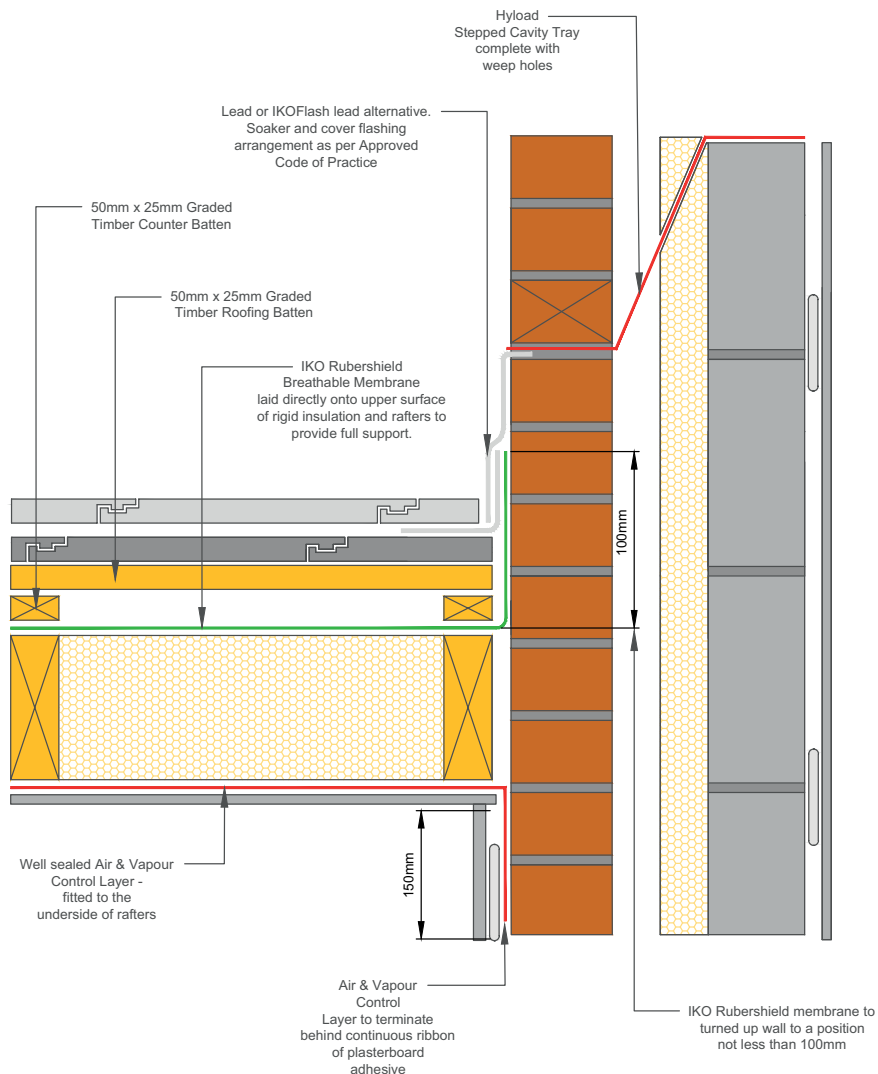 Hyload
Stepped Cavity Tray
complete with
weep holes
Lead or IKOFlash lead alternative.
Soaker and cover flashing
arrangement as per Approved
Code of Practice
50mm x 25mm Graded
Timber Counter Batten
50mm x 25mm Graded
Timber Roofing Batten
IKO Rubershield
Breathable Membrane
laid directly onto upper surface
of rigid insulation and rafters to
provide full support.
100mm
150mm
Well sealed Air & Vapour
Control Layer -
fitted to the
underside of rafters
Air & Vapour
Control
Layer to terminate
behind continuous ribbon
of plasterboard
adhesive
IKO Rubershield membrane to
turned up wall to a position
not less than 100mm